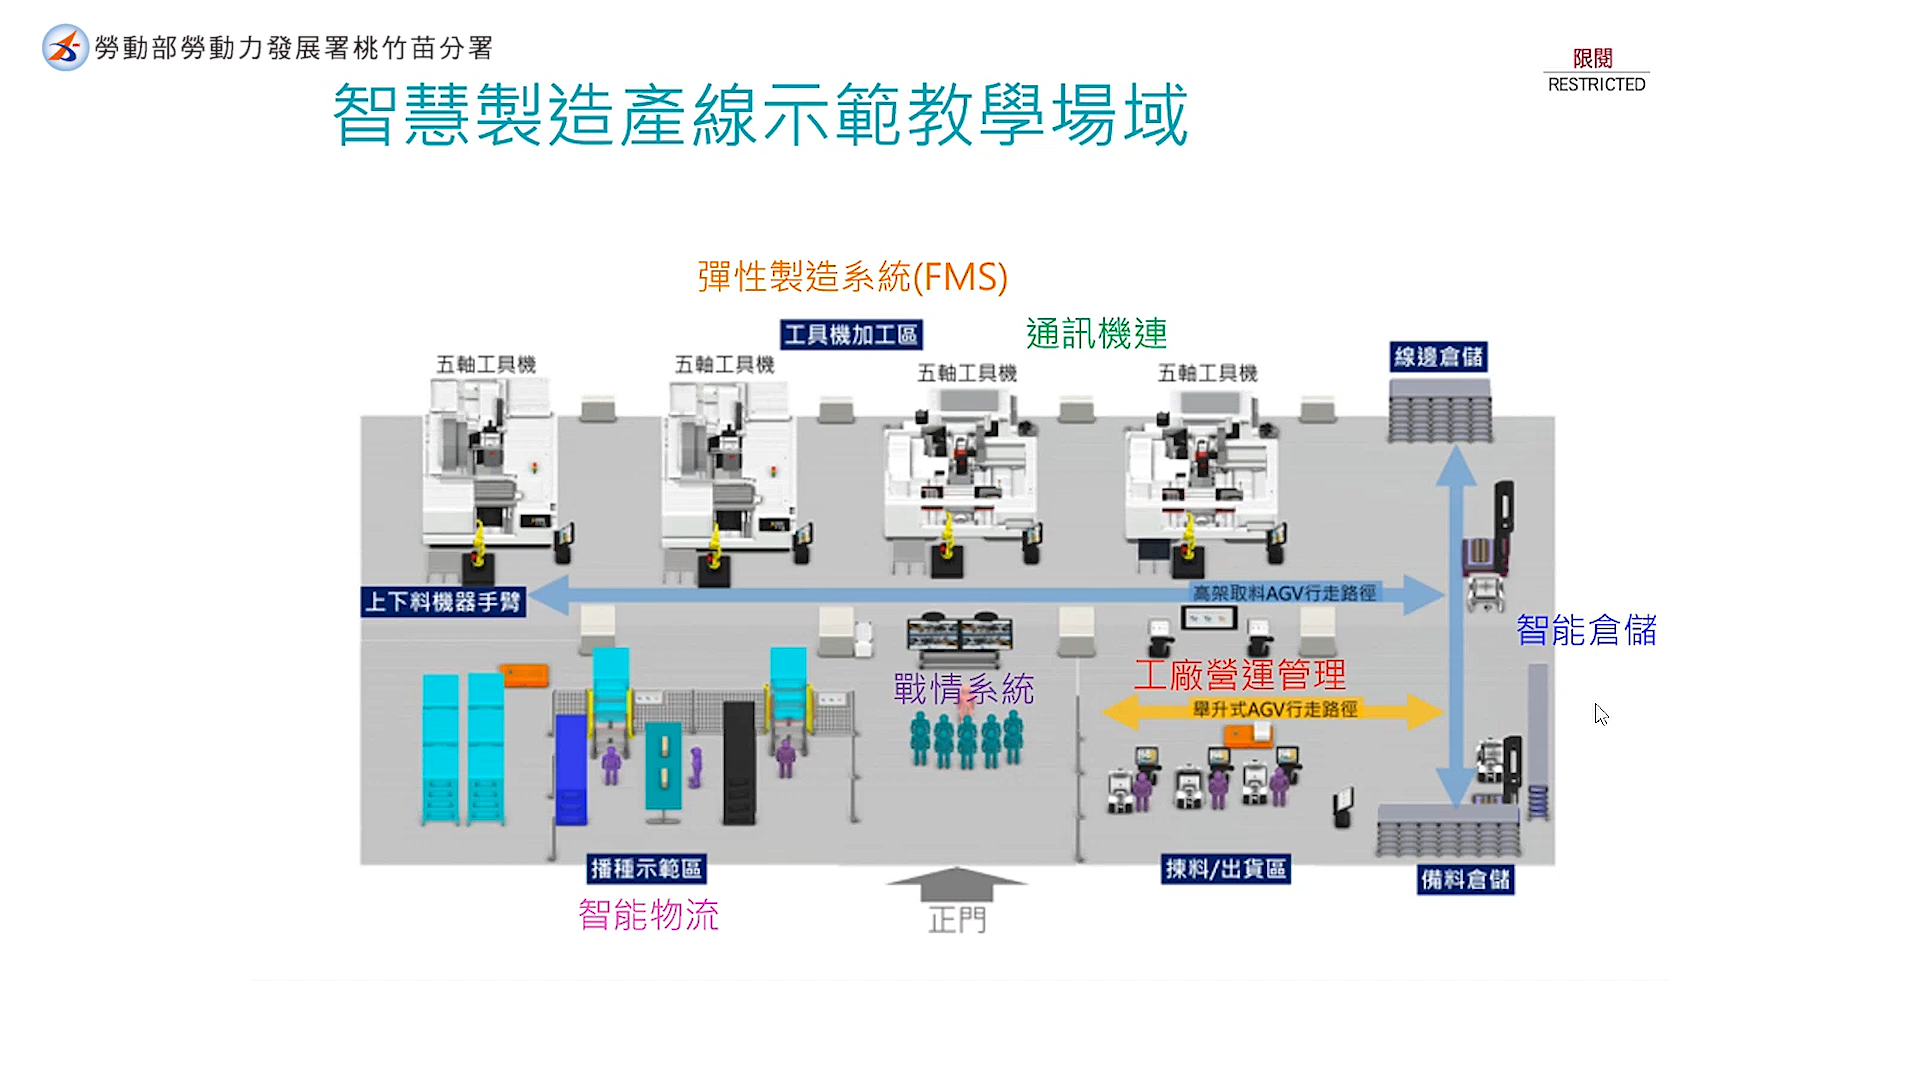 勞動部勞動力發展署桃竹苗分署
限閱
RESTRICTED
智慧製造產線示範教學場域
彈性製造系統(FMS)
工具機加工區
通訊機連
線邊倉儲
五軸工具機
五軸工具機
五軸工具機
五軸工具機
上下料機器手臂
高架取料AGV行走路徑
智能倉儲
戰情系統
工廠營運管理
舉升式AGV行走路徑
播種示範區
揀料/出貨區
備料倉儲
智能物流
正門